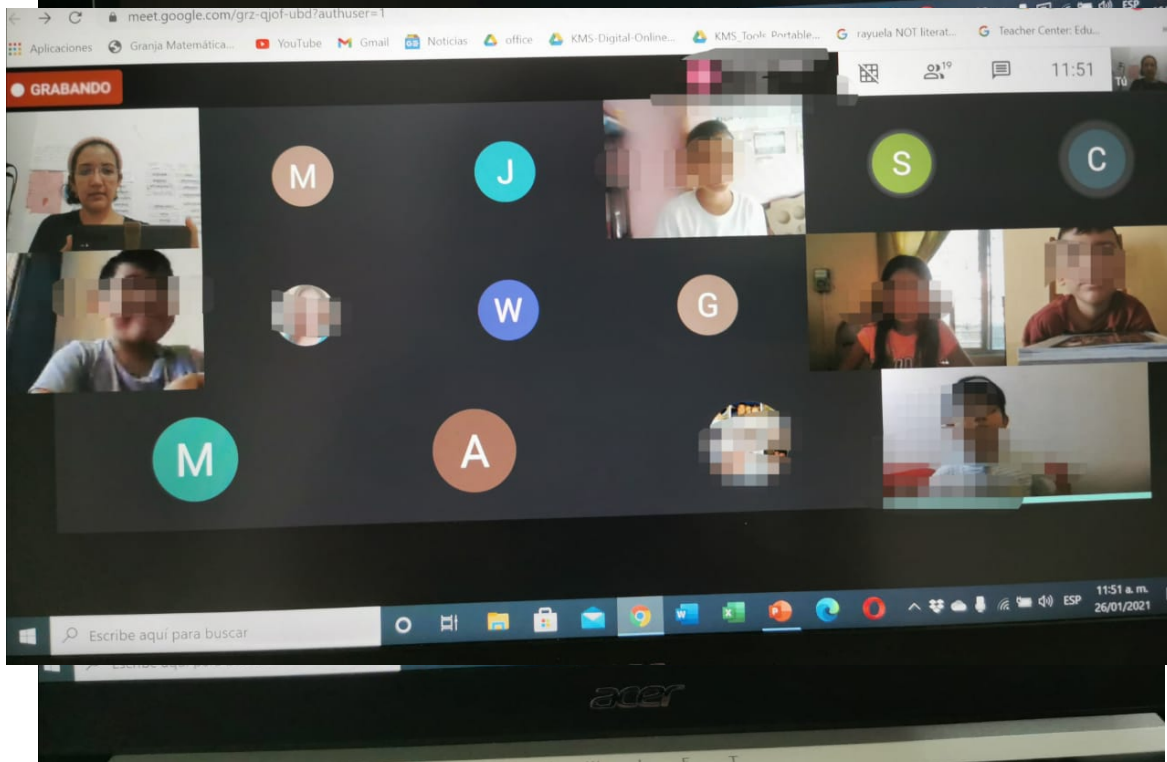 meet.google.com/grz-qjof-ubd?authuser=1
ESP
Aplicaciones Granja Matemática... YouTube Gmail Noticias office KMS-Digital-Online... KMS_Tools Portable... rayuela NOT literat... Teacher Center: Edu...
GRABANDO
19
11:51
Tú
M J S C
W G
M A
11:51 a. m.
Escribe aquí para buscar
ESP
26/01/2021
acer